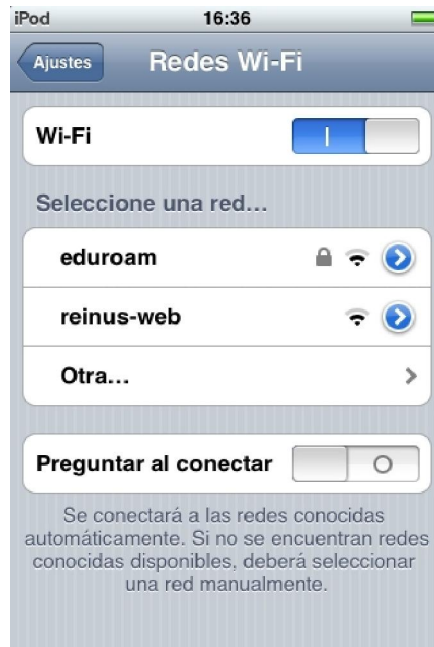 iPod 16:36
Ajustes Redes Wi-Fi
Wi-Fi
Seleccione una red...
eduroam
reinus-web
Otra...
Preguntar al conectar
Se conectará a las redes conocidas
automáticamente. Si no se encuentran redes
conocidas disponibles, deberá seleccionar
una red manualmente.